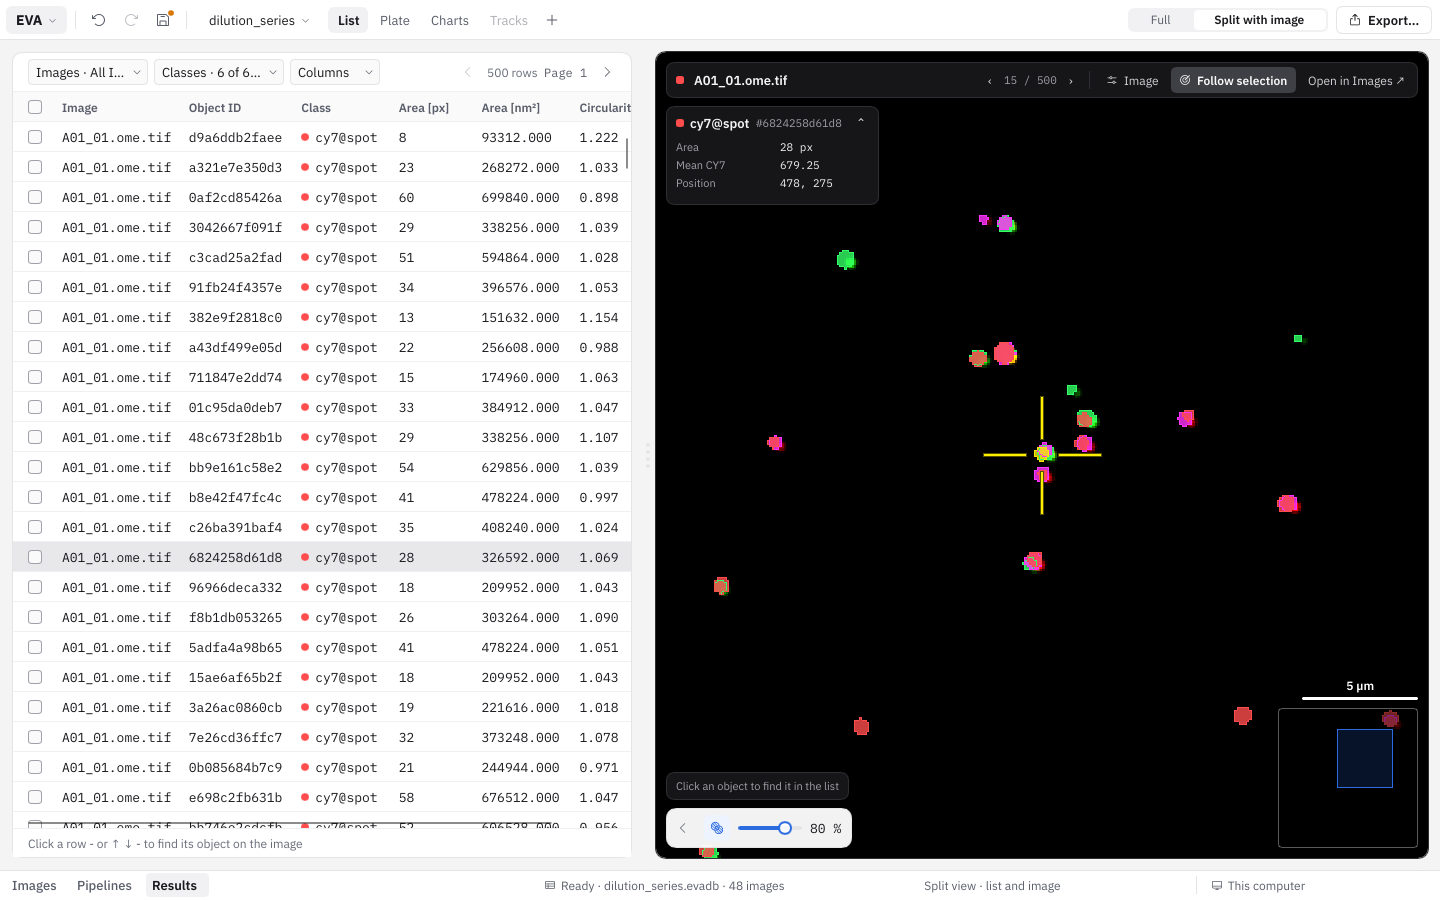 EVA
dilution_series
List
Plate
Charts
Tracks
Full
Split with image
Export...
Images · All I...
Classes · 6 of 6...
Columns
500 rows Page 1
Image Object ID Class Area [px] Area [nm²] Circularit
A01_01.ome.tif d9a6ddb2faee cy7@spot 8 93312.000 1.222
A01_01.ome.tif a321e7e350d3 cy7@spot 23 268272.000 1.033
A01_01.ome.tif 0af2cd85426a cy7@spot 60 699840.000 0.898
A01_01.ome.tif 3042667f091f cy7@spot 29 338256.000 1.039
A01_01.ome.tif c3cad25a2fad cy7@spot 51 594864.000 1.028
A01_01.ome.tif 91fb24f4357e cy7@spot 34 396576.000 1.053
A01_01.ome.tif 382e9f2818c0 cy7@spot 13 151632.000 1.154
A01_01.ome.tif a43df499e05d cy7@spot 22 256608.000 0.988
A01_01.ome.tif 711847e2dd74 cy7@spot 15 174960.000 1.063
A01_01.ome.tif 01c95da0deb7 cy7@spot 33 384912.000 1.047
A01_01.ome.tif 48c673f28b1b cy7@spot 29 338256.000 1.107
A01_01.ome.tif bb9e161c58e2 cy7@spot 54 629856.000 1.039
A01_01.ome.tif b8e42f47fc4c cy7@spot 41 478224.000 0.997
A01_01.ome.tif c26ba391baf4 cy7@spot 35 408240.000 1.024
A01_01.ome.tif 6824258d61d8 cy7@spot 28 326592.000 1.069
A01_01.ome.tif 96966deca332 cy7@spot 18 209952.000 1.043
A01_01.ome.tif f8b1db053265 cy7@spot 26 303264.000 1.090
A01_01.ome.tif 5adfa4a98b65 cy7@spot 41 478224.000 1.051
A01_01.ome.tif 15ae6af65b2f cy7@spot 18 209952.000 1.043
A01_01.ome.tif 3a26ac0860cb cy7@spot 19 221616.000 1.018
A01_01.ome.tif 7e26cd36ffc7 cy7@spot 32 373248.000 1.078
A01_01.ome.tif 0b085684b7c9 cy7@spot 21 244944.000 0.971
A01_01.ome.tif e698c2fb631b cy7@spot 58 676512.000 1.047
Click a row - or ↑ ↓ - to find its object on the image
A01_01.ome.tif
‹ 15 / 500 ›
Image
Follow selection
Open in Images ↗
cy7@spot #6824258d61d8
Area 28 px
Mean CY7 679.25
Position 478, 275
5 µm
Click an object to find it in the list
80 %
Images
Pipelines
Results
Ready · dilution_series.evadb · 48 images
Split view · list and image
This computer